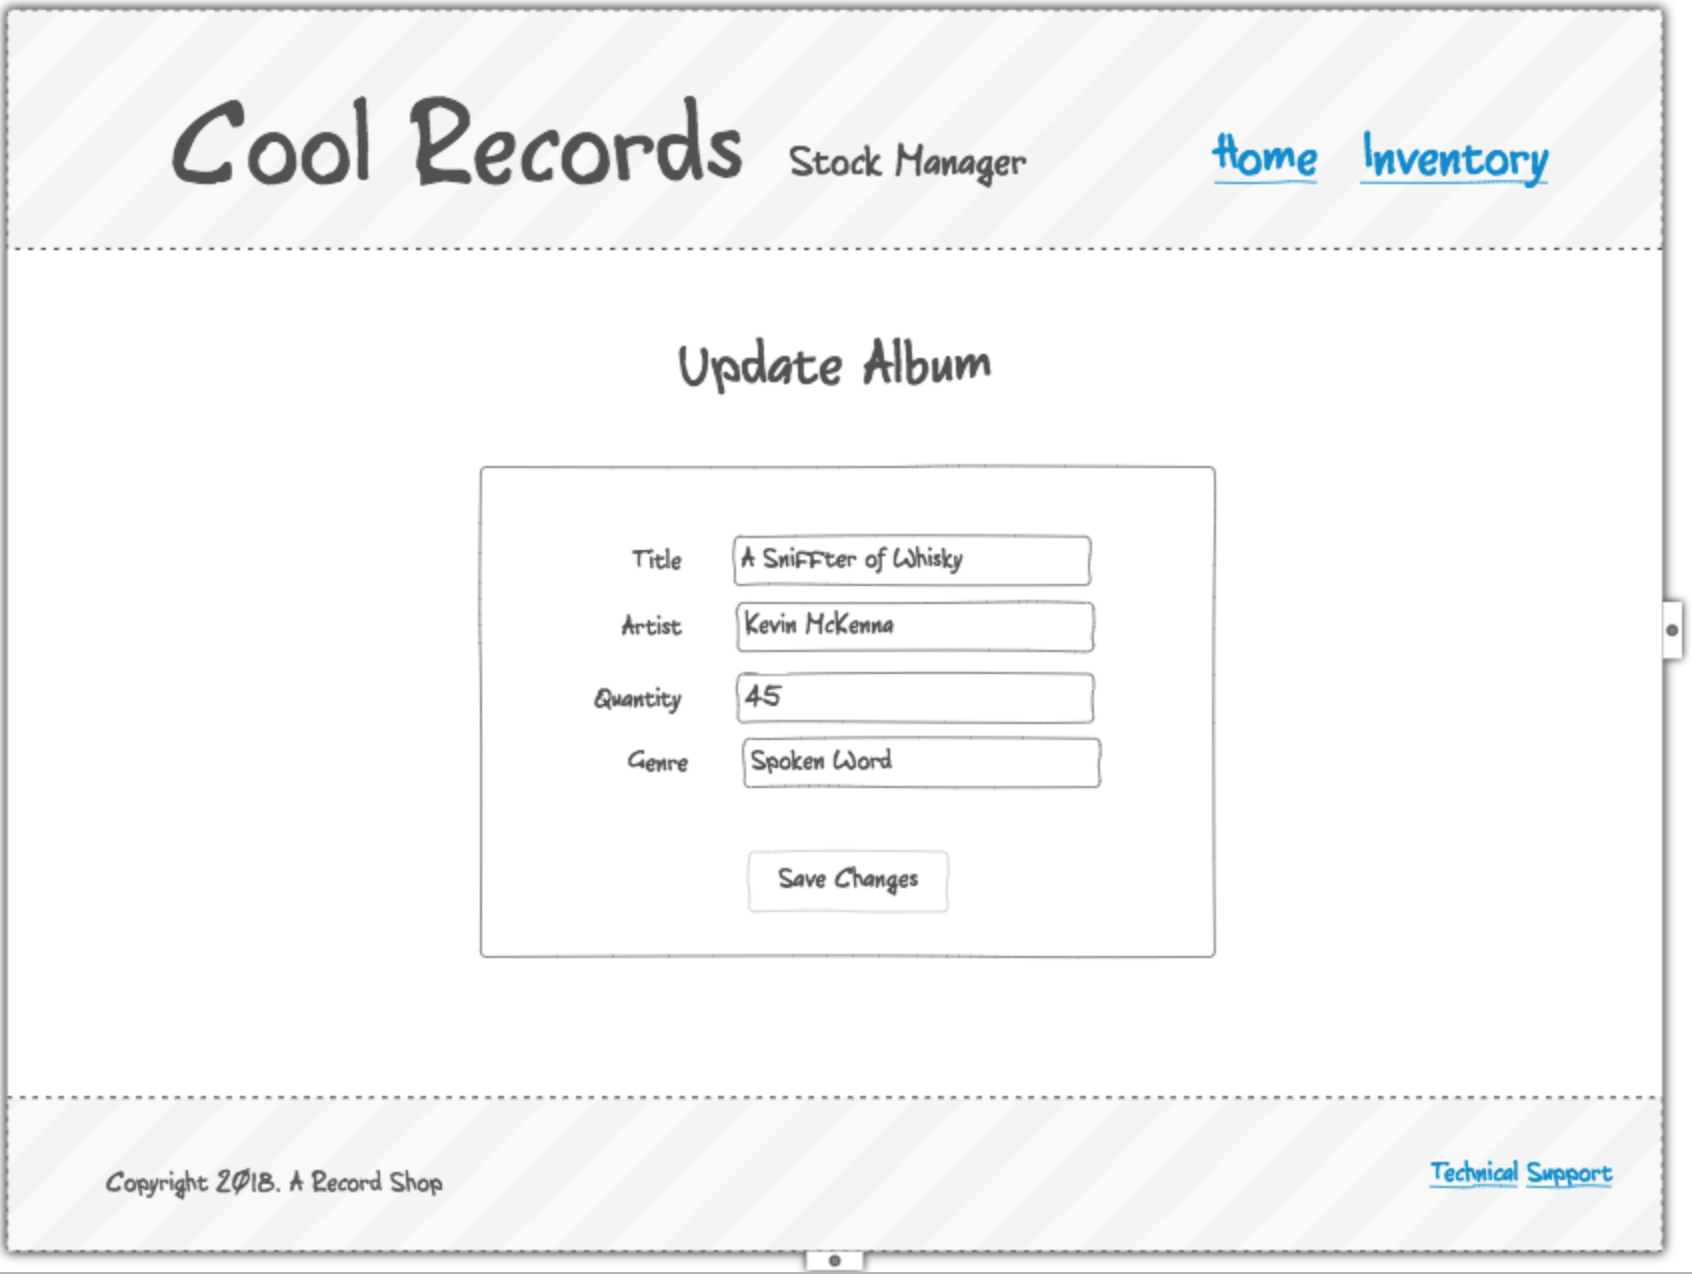 Cool Records Stock Manager Home Inventory
Update Album
Title A Sniffter of Whisky
Artist Kevin McKenna
Quantity 45
Genre Spoken Word
Save Changes
Copyright 2018. A Record Shop Technical Support